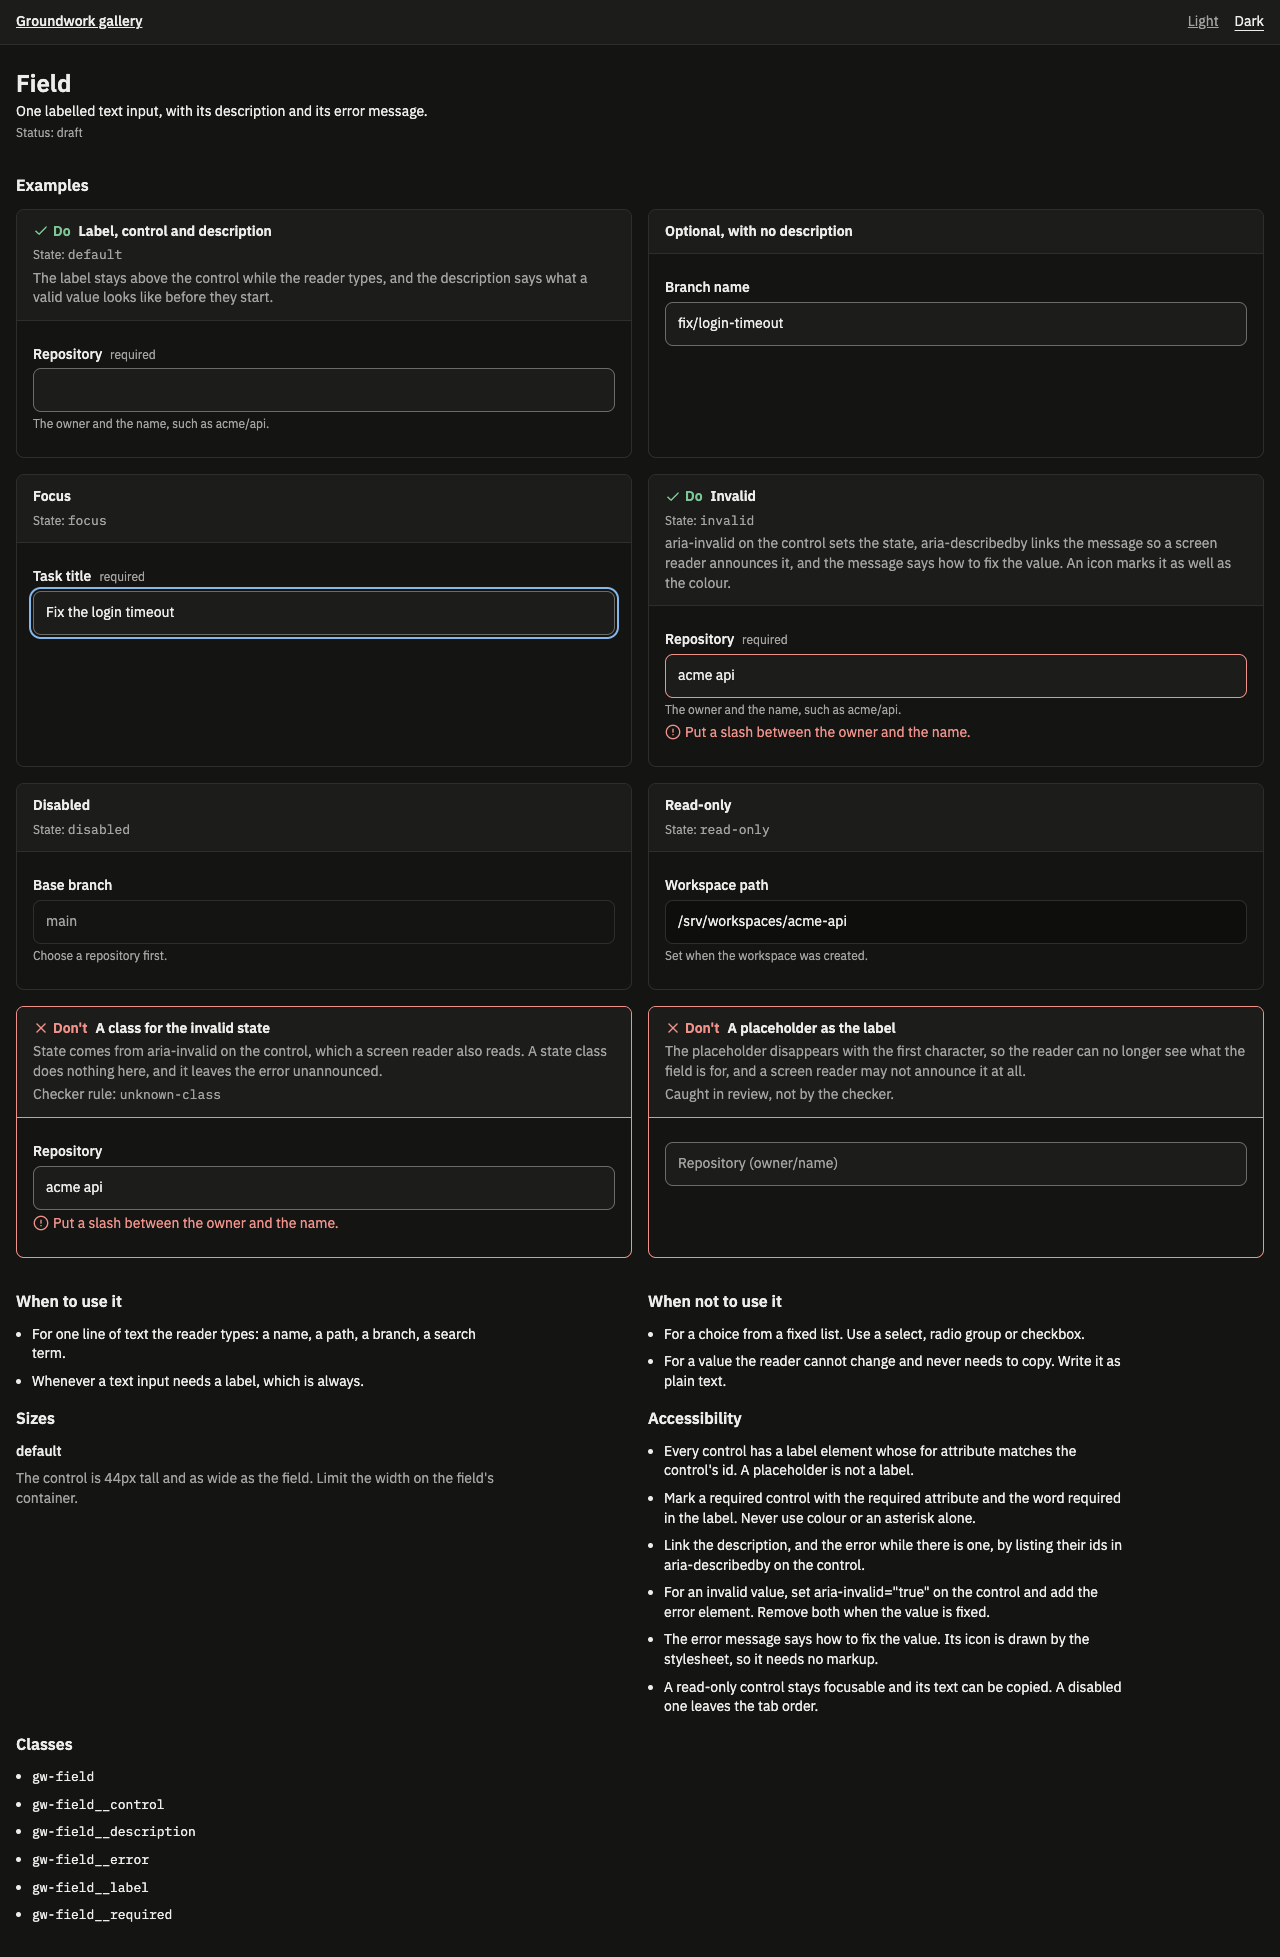 Groundwork gallery
Light Dark
Field
One labelled text input, with its description and its error message.
Status: draft
Examples
Do Label, control and description
State: default
The label stays above the control while the reader types, and the description says what a
valid value looks like before they start.
Repository required
The owner and the name, such as acme/api.
Optional, with no description
Branch name
fix/login-timeout
Focus
State: focus
Task title required
Fix the login timeout
Do Invalid
State: invalid
aria-invalid on the control sets the state, aria-describedby links the message so a screen
reader announces it, and the message says how to fix the value. An icon marks it as well as
the colour.
Repository required
acme api
The owner and the name, such as acme/api.
Put a slash between the owner and the name.
Disabled
State: disabled
Base branch
main
Choose a repository first.
Read-only
State: read-only
Workspace path
/srv/workspaces/acme-api
Set when the workspace was created.
Don't A class for the invalid state
State comes from aria-invalid on the control, which a screen reader also reads. A state class
does nothing here, and it leaves the error unannounced.
Checker rule: unknown-class
Repository
acme api
Put a slash between the owner and the name.
Don't A placeholder as the label
The placeholder disappears with the first character, so the reader can no longer see what the
field is for, and a screen reader may not announce it at all.
Caught in review, not by the checker.
Repository (owner/name)
When to use it
For one line of text the reader types: a name, a path, a branch, a search
term.
Whenever a text input needs a label, which is always.
When not to use it
For a choice from a fixed list. Use a select, radio group or checkbox.
For a value the reader cannot change and never needs to copy. Write it as
plain text.
Sizes
default
The control is 44px tall and as wide as the field. Limit the width on the field's
container.
Accessibility
Every control has a label element whose for attribute matches the
control's id. A placeholder is not a label.
Mark a required control with the required attribute and the word required
in the label. Never use colour or an asterisk alone.
Link the description, and the error while there is one, by listing their ids in
aria-describedby on the control.
For an invalid value, set aria-invalid="true" on the control and add the
error element. Remove both when the value is fixed.
The error message says how to fix the value. Its icon is drawn by the
stylesheet, so it needs no markup.
A read-only control stays focusable and its text can be copied. A disabled
one leaves the tab order.
Classes
gw-field
gw-field__control
gw-field__description
gw-field__error
gw-field__label
gw-field__required